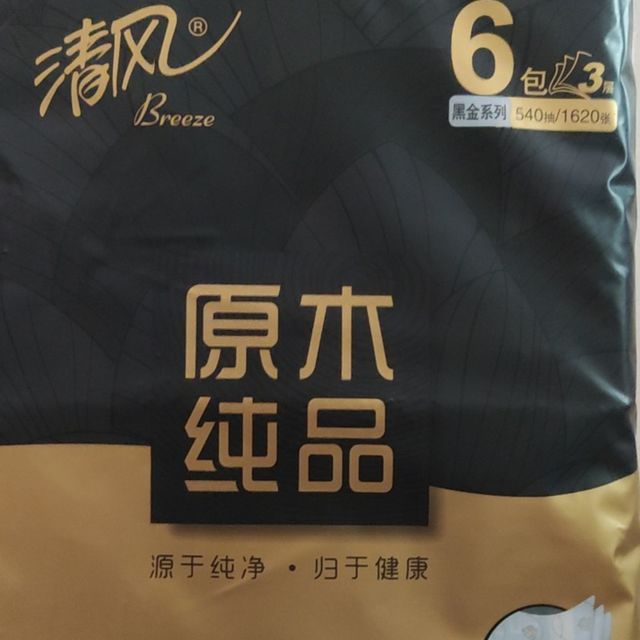 清风®
Breeze
6包 3层
黑金系列 540抽/1620张
原木
纯品
源于纯净·归于健康